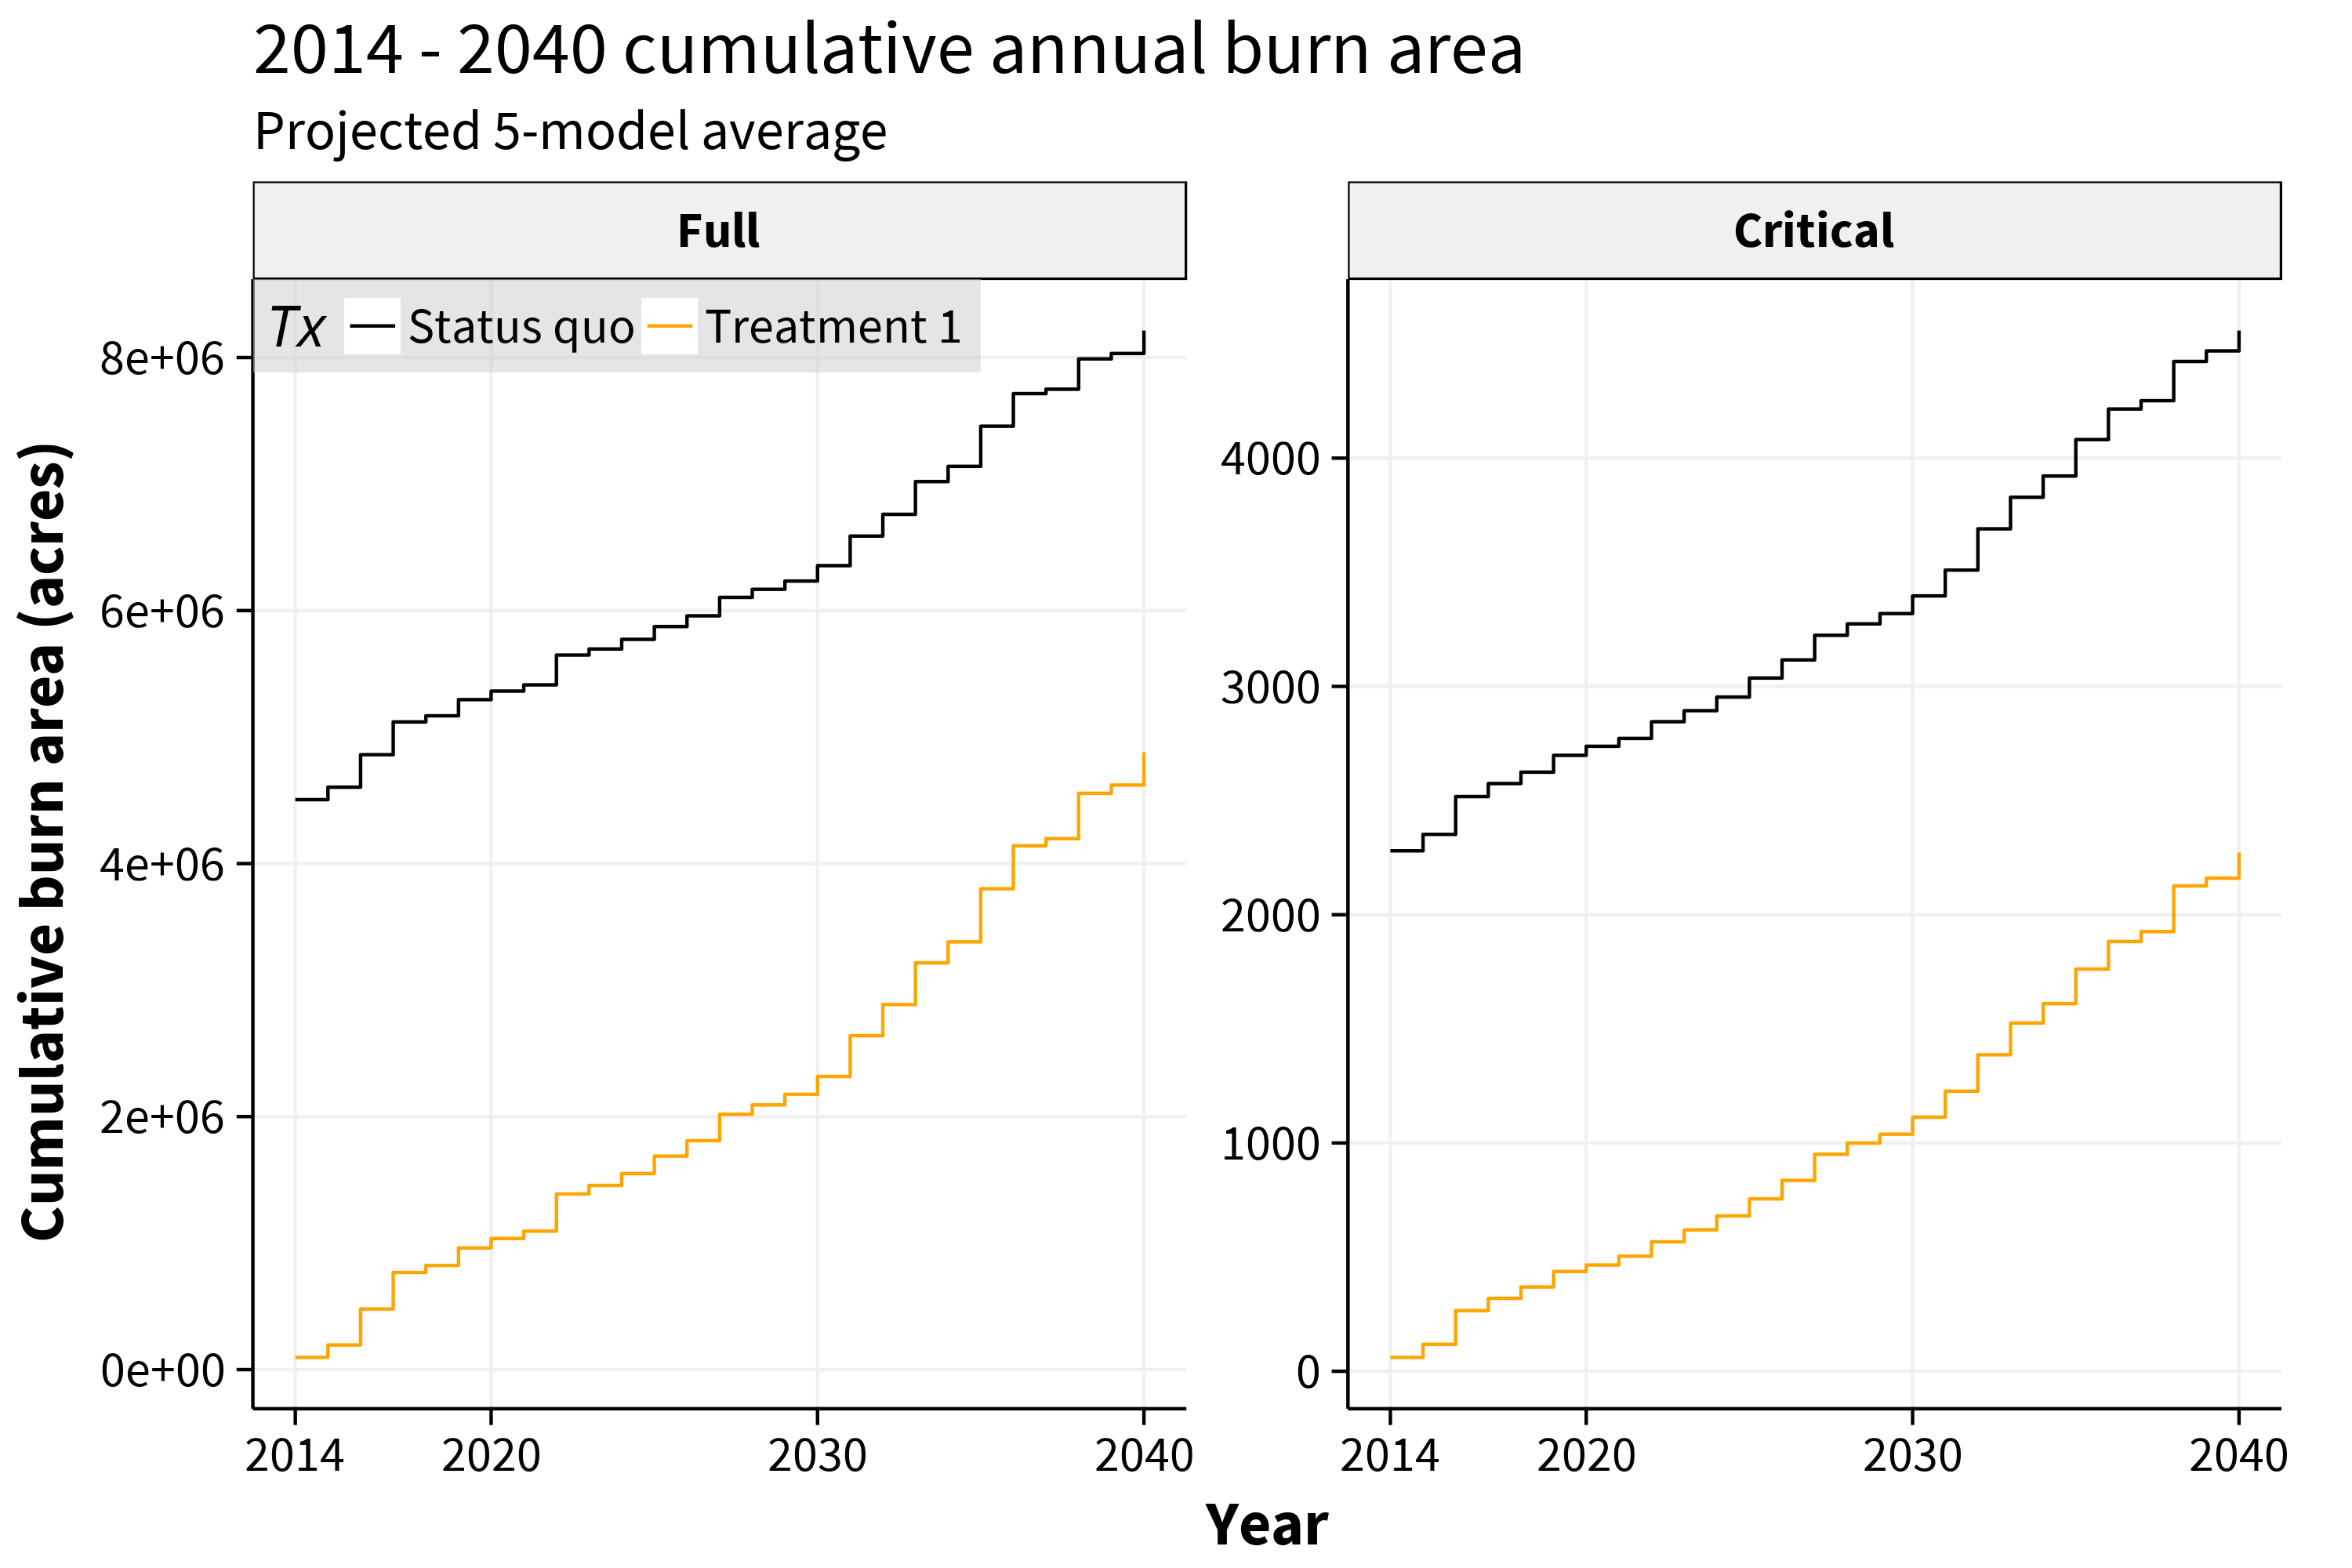 2014 - 2040 cumulative annual burn area
Projected 5-model average
Full
Critical
Tx Status quo Treatment 1
Cumulative burn area (acres)
8e+06
6e+06
4e+06
2e+06
0e+00
4000
3000
2000
1000
0
2014 2020 2030 2040
2014 2020 2030 2040
Year